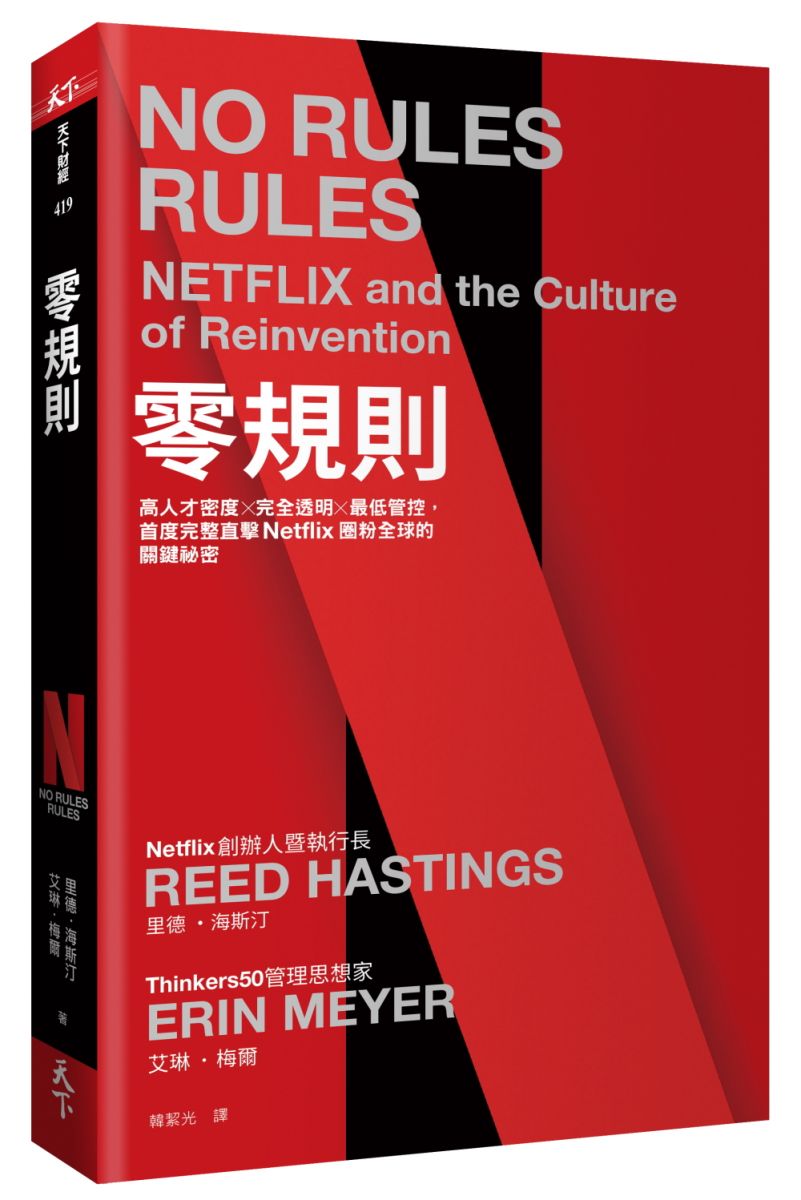 天下
天下財經
419
零規則
N
NO RULES
RULES
里德・海斯汀
艾琳・梅爾
著
天下
NO RULES
RULES
NETFLIX and the Culture
of Reinvention
零規則
高人才密度×完全透明×最低管控，
首度完整直擊Netflix圈粉全球的
關鍵祕密
Netflix創辦人暨執行長
REED HASTINGS
里德・海斯汀
Thinkers50管理思想家
ERIN MEYER
艾琳・梅爾
韓絜光 譯